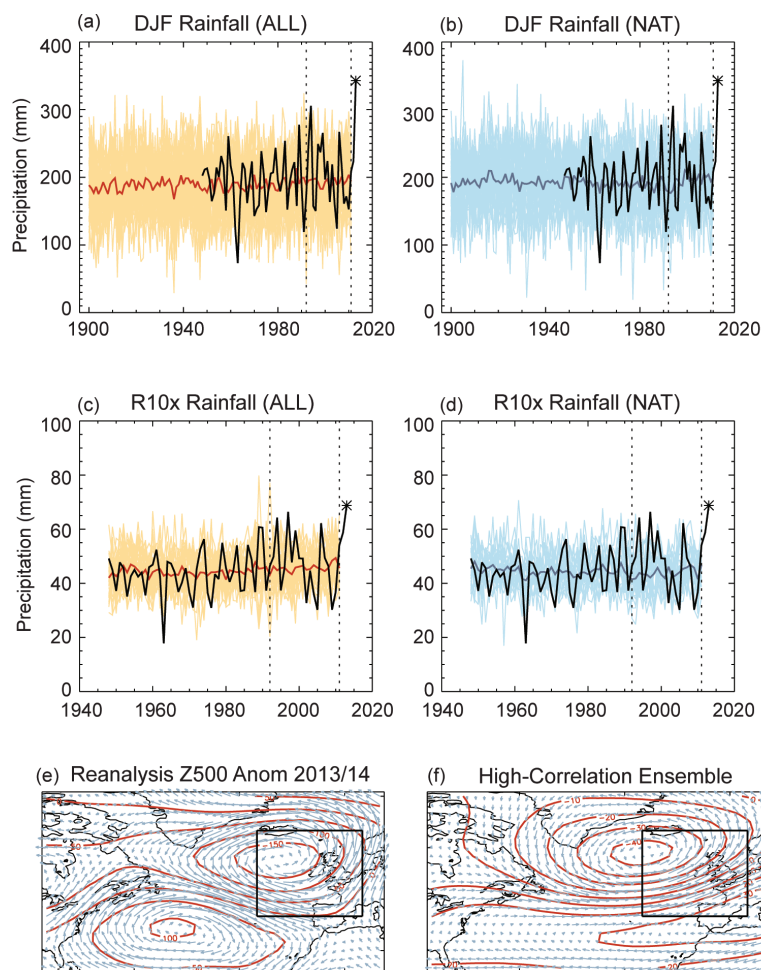 (a) DJF Rainfall (ALL)
(b) DJF Rainfall (NAT)
Precipitation (mm)
400
300
200
100
0
1900 1940 1980 2020
400
300
200
100
0
1900 1940 1980 2020
(c) R10x Rainfall (ALL)
(d) R10x Rainfall (NAT)
Precipitation (mm)
100
80
60
40
20
0
1940 1960 1980 2000 2020
100
80
60
40
20
0
1940 1960 1980 2000 2020
(e) Reanalysis Z500 Anom 2013/14
(f) High-Correlation Ensemble
-150
100
50
-10
-20
-30
-40
0
-20